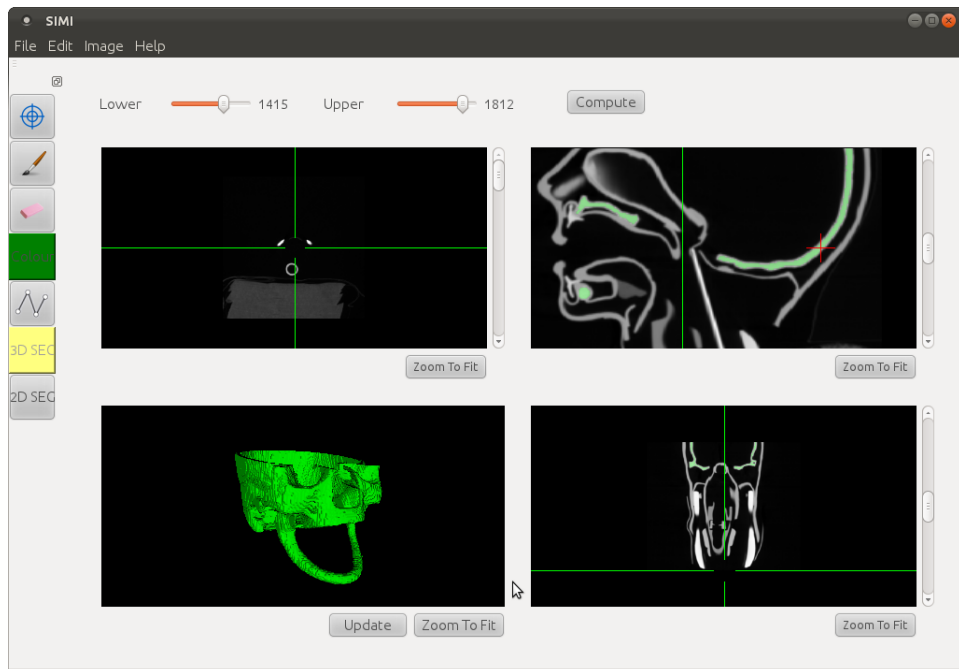 SIMI
File Edit Image Help
Lower 1415 Upper 1812 Compute
Zoom To Fit Zoom To Fit
3D SEG
2D SEG
Update Zoom To Fit Zoom To Fit